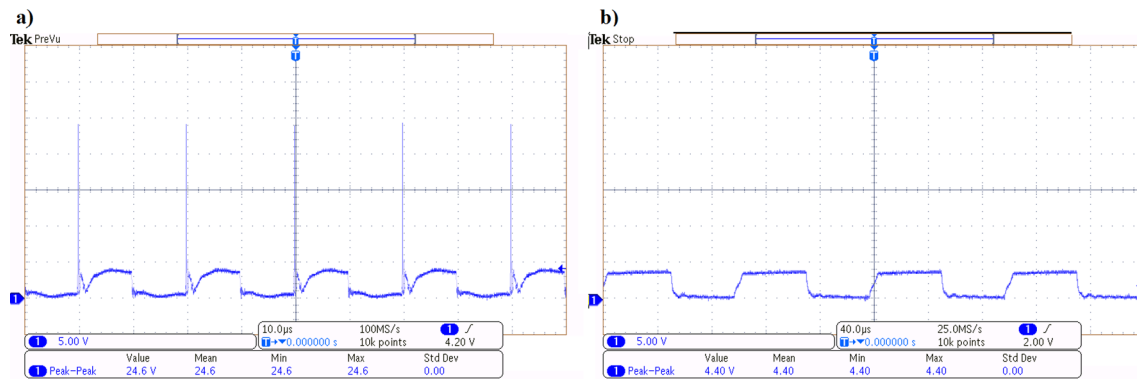 a)
Tek PreVu
T
T
1
1 5.00 V
10.0µs 100MS/s 1
T→▼0.000000 s 10k points 4.20 V
Value Mean Min Max Std Dev
1 Peak-Peak 24.6 V 24.6 24.6 24.6 0.00
b)
Tek Stop
T
T
1
1 5.00 V
40.0µs 25.0MS/s 1
T→▼0.000000 s 10k points 2.00 V
Value Mean Min Max Std Dev
1 Peak-Peak 4.40 V 4.40 4.40 4.40 0.00